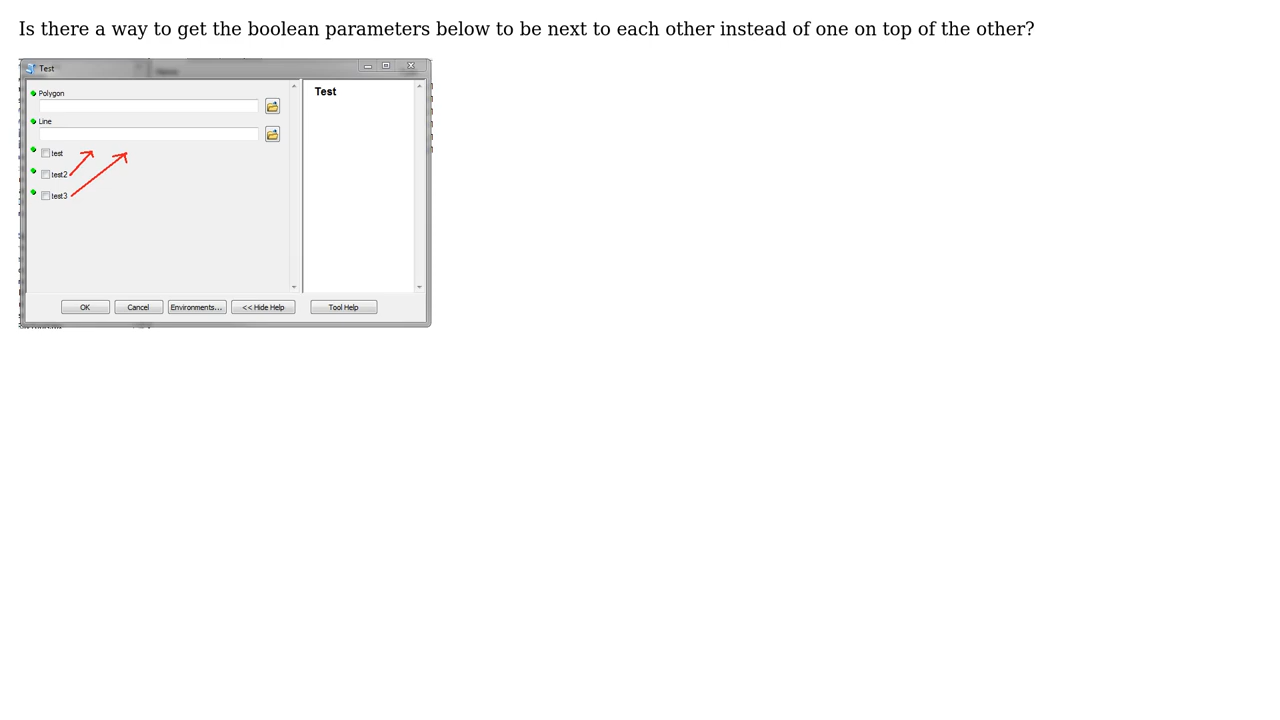 Is there a way to get the boolean parameters below to be next to each other instead of one on top of the other?
Test
Polygon
Line
test
test2
test3
Test
OK Cancel Environments... << Hide Help Tool Help